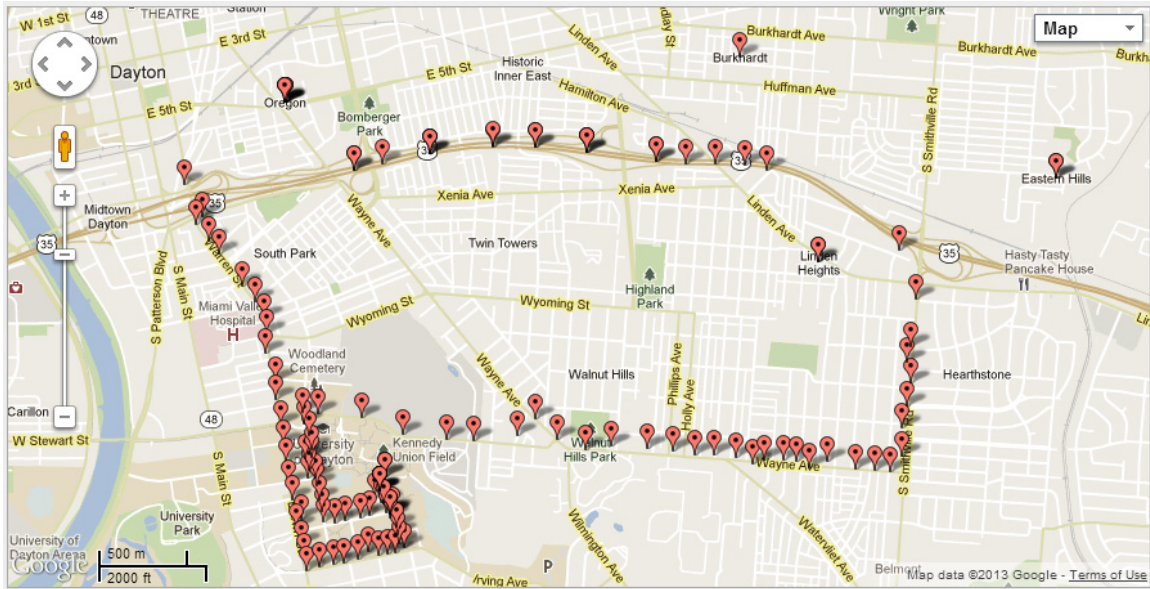 W 1st St
48
THEATRE
Station
E 3rd St
Wright Park
Burkhardt Ave
Burkhardt Ave
Map
Linden Ave
Burkhardt
Dayton
E 5th St
Historic
Inner East
Huffman Ave
Hamilton Ave
Oregon
E 5th St
Bomberger
Park
S Smithville Rd
35
Eastern Hills
Xenia Ave
Xenia Ave
Midtown
Dayton
35
35
Wayne Ave
Linden Ave
South Park
Twin Towers
Linden
Heights
35
Hasty Tasty
Pancake House
Warren St
S Patterson Blvd
S Main St
Highland
Park
Miami Valley
Hospital
H
Wyoming St
Wyoming St
Woodland
Cemetery
Wayne Ave
Walnut Hills
Phillips Ave
Holly Ave
Hearthstone
Carillon
48
W Stewart St
University
of Dayton
Kennedy
Union Field
Walnut
Hills Park
Wayne Ave
S Smithville Rd
S Main St
University
Park
Wilmington Ave
Watervliet Ave
University of
Dayton Arena
Google
500 m
2000 ft
Irving Ave
P
Belmont
Map data ©2013 Google - Terms of Use